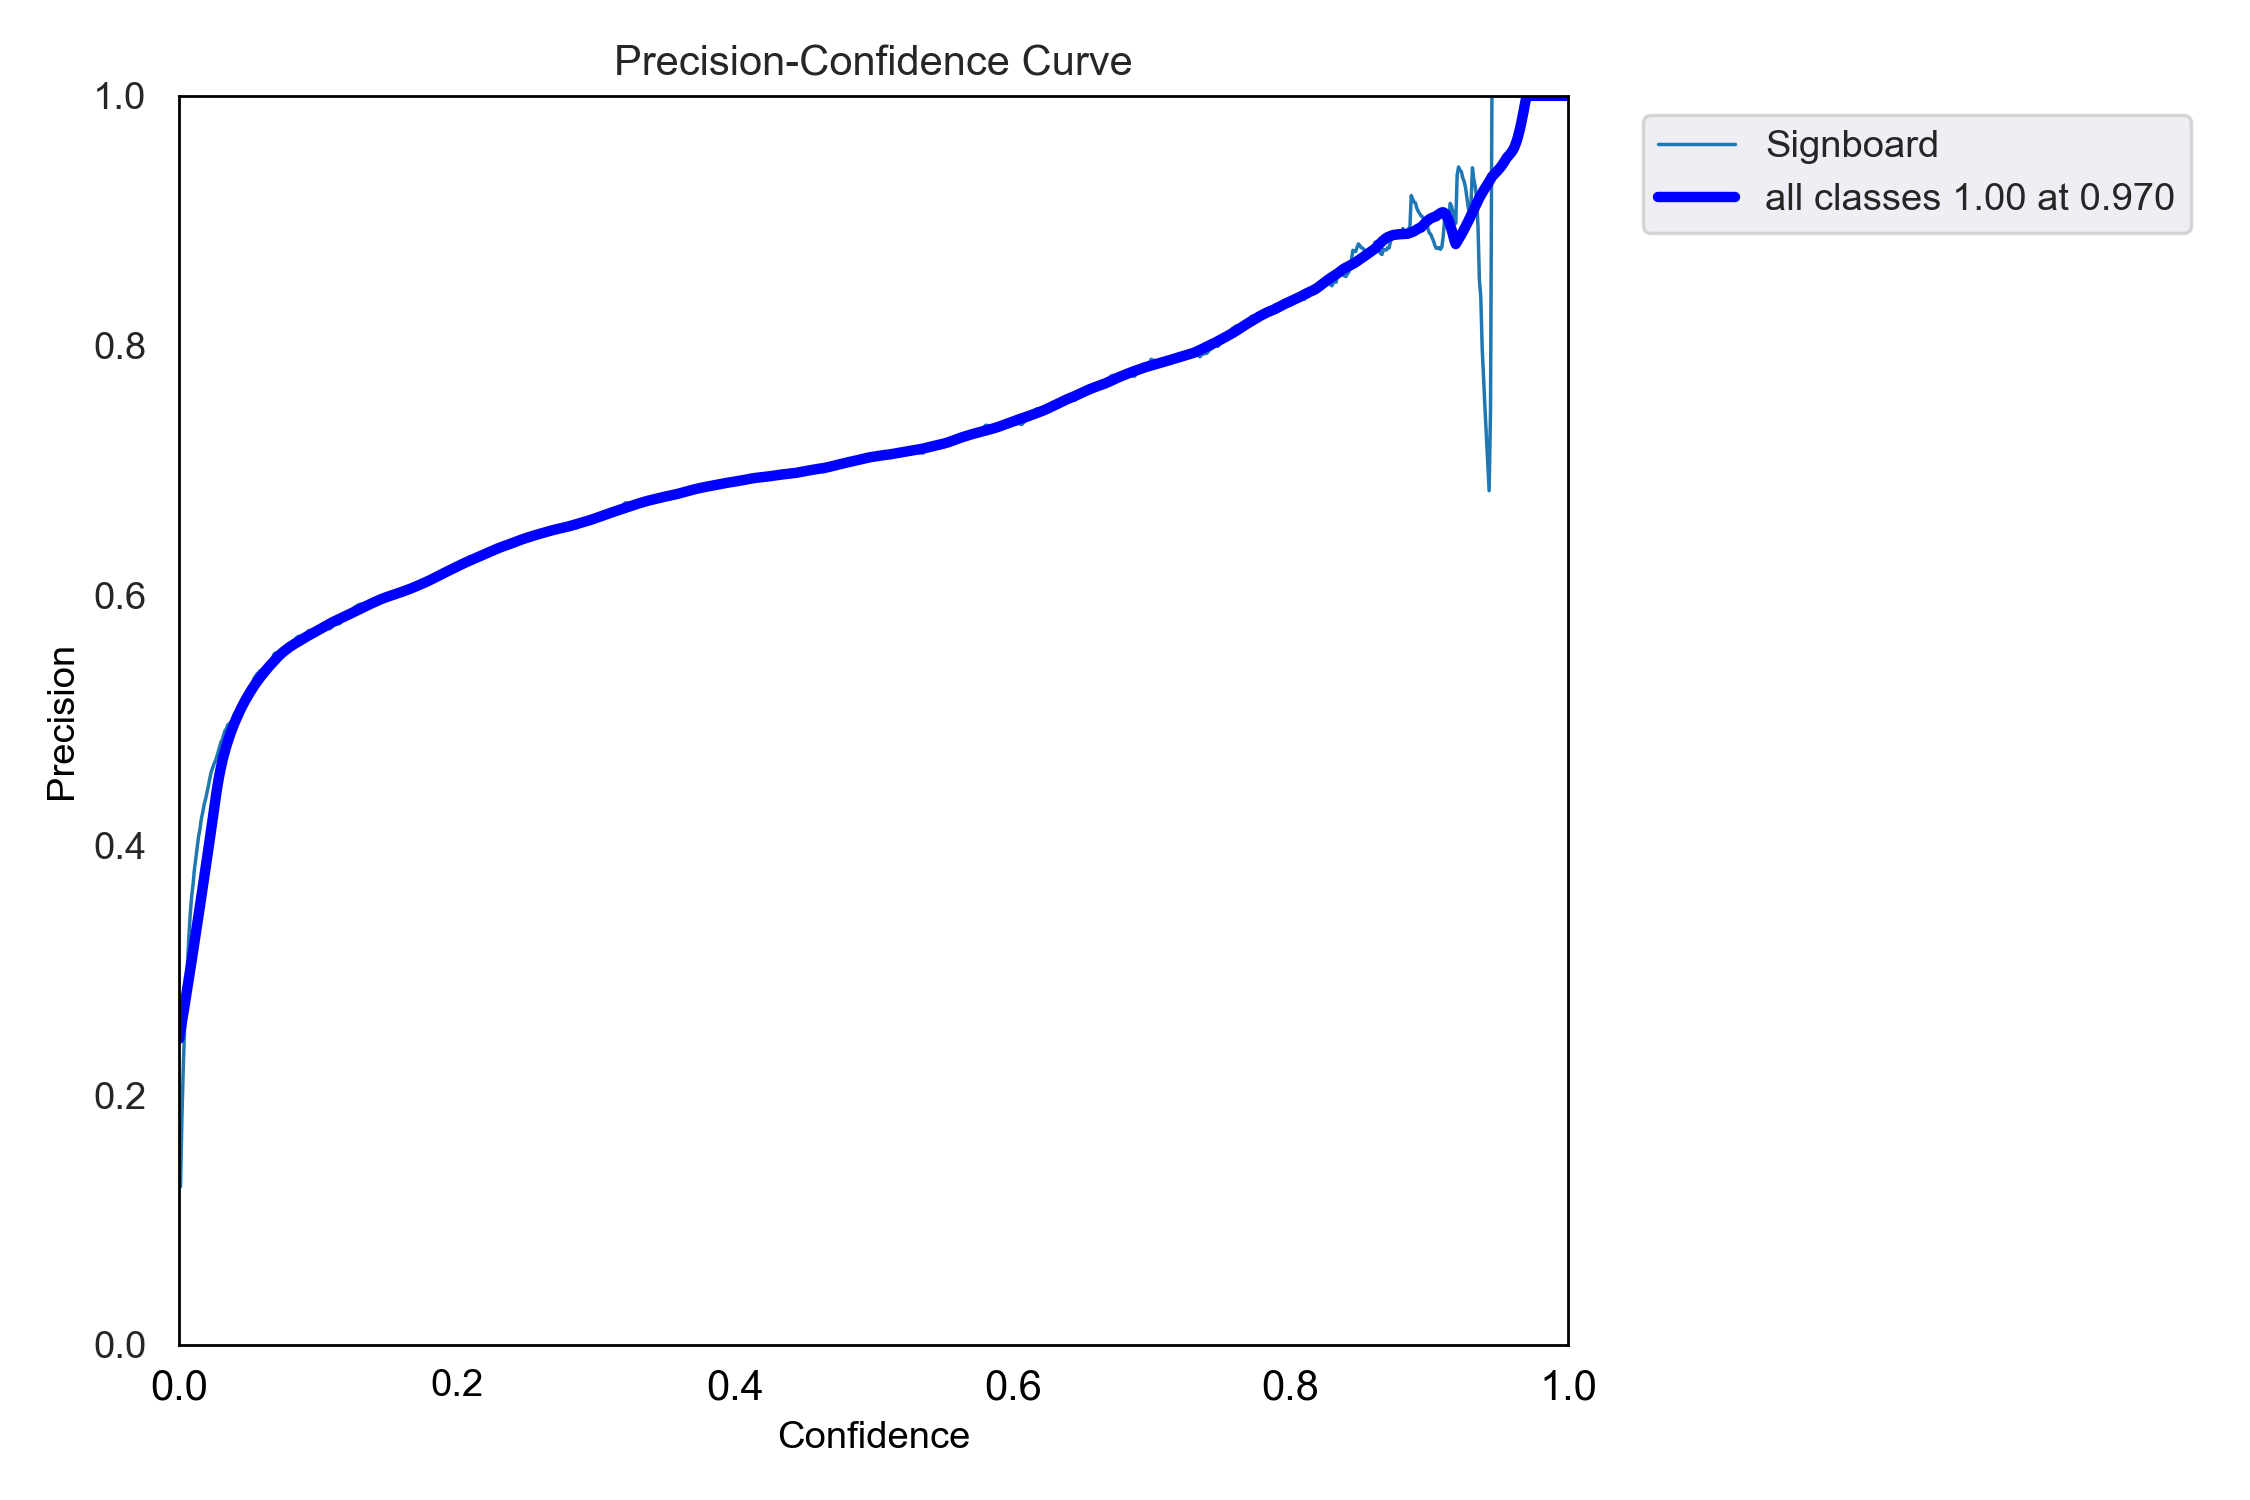 Precision-Confidence Curve
1.0
0.8
0.6
0.4
0.2
0.0
Precision
0.0 0.2 0.4 0.6 0.8 1.0
Confidence
Signboard
all classes 1.00 at 0.970